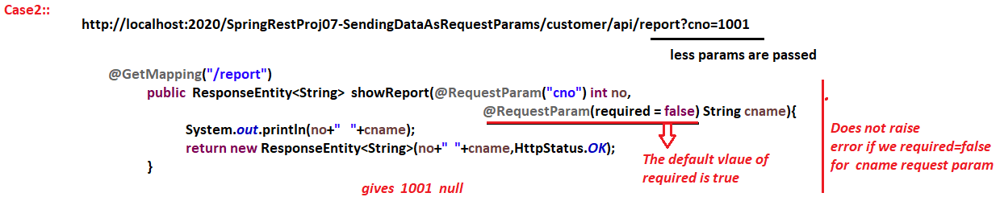 Case2::
http://localhost:2020/SpringRestProj07-SendingDataAsRequestParams/customer/api/report?cno=1001
less params are passed
@GetMapping("/report")
public ResponseEntity<String> showReport(@RequestParam("cno") int no,
@RequestParam(required = false) String cname){
System.out.println(no+" "+cname);
return new ResponseEntity<String>(no+" "+cname,HttpStatus.OK);
}
The default vlaue of
required is true
Does not raise
error if we required=false
for cname request param
gives 1001 null